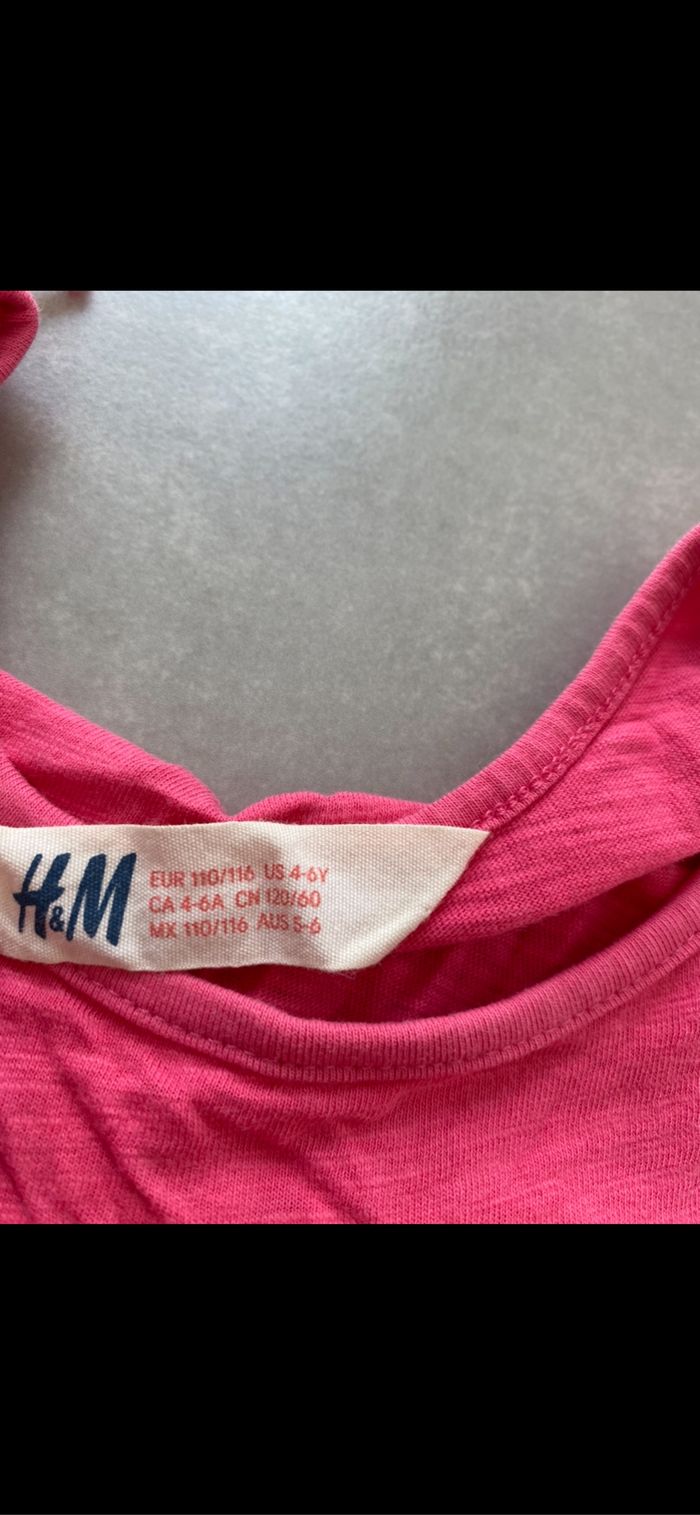 H&M
EUR 110/116 US 4-6Y
CA 4-6A CN 120/60
MX 110/116 AUS 5-6